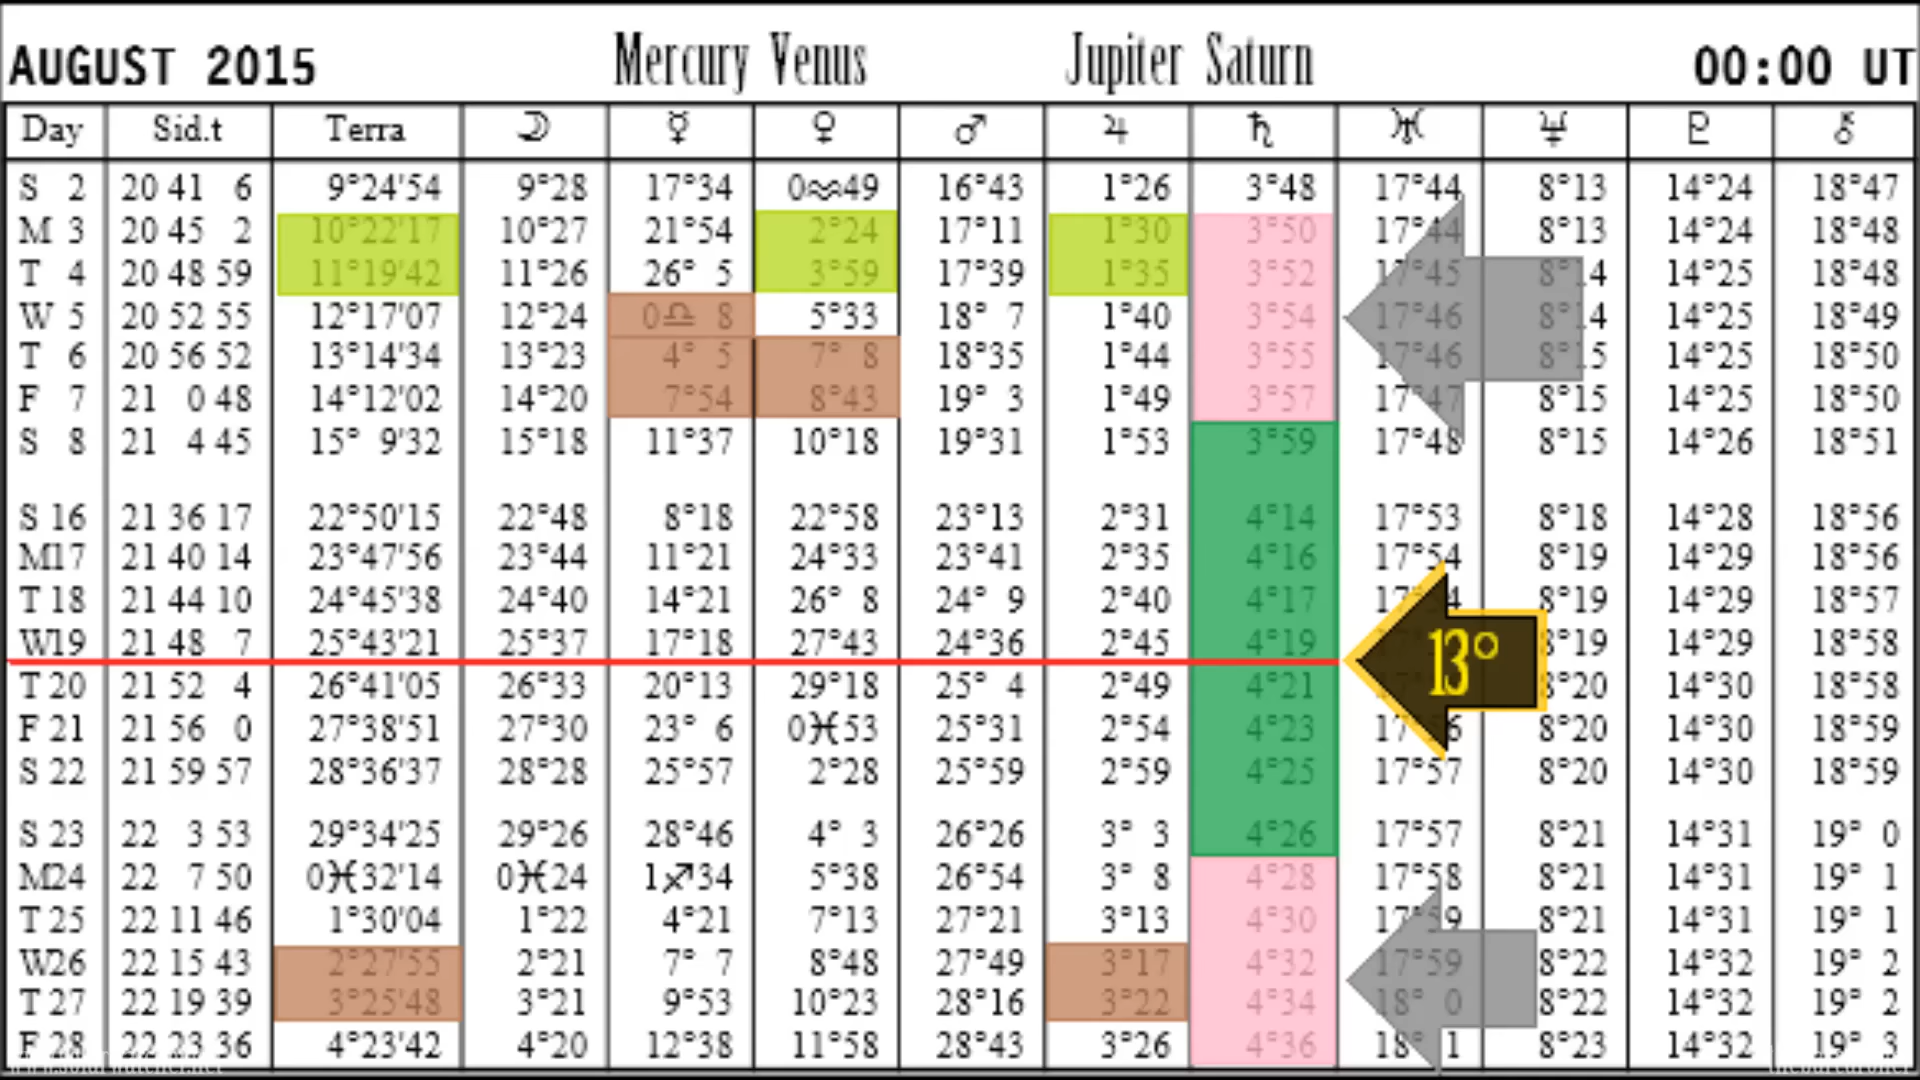 AUGUST 2015 Mercury Venus Jupiter Saturn 00:00 UT
Day Sid.t Terra ☽ ☿ ♀ ♂ ♃ ♄ ♅ ♆ ♇ ⚷
S 2 20 41 6 9°24'54 9°28 17°34 0♒49 16°43 1°26 3°48 17°44 8°13 14°24 18°47
M 3 20 45 2 10°22'17 10°27 21°54 2°24 17°11 1°30 3°50 17°44 8°13 14°24 18°48
T 4 20 48 59 11°19'42 11°26 26° 5 3°59 17°39 1°35 3°52 17°45 14°25 18°48
W 5 20 52 55 12°17'07 12°24 0♎ 8 5°33 18° 7 1°40 3°54 17°46 14°25 18°49
T 6 20 56 52 13°14'34 13°23 4° 5 7° 8 18°35 1°44 3°55 17°46 14°25 18°50
F 7 21 0 48 14°12'02 14°20 7°54 8°43 19° 3 1°49 3°57 17°47 8°15 14°25 18°50
S 8 21 4 45 15° 9'32 15°18 11°37 10°18 19°31 1°53 3°59 17°48 8°15 14°26 18°51
S 16 21 36 17 22°50'15 22°48 8°18 22°58 23°13 2°31 4°14 17°53 8°18 14°28 18°56
M17 21 40 14 23°47'56 23°44 11°21 24°33 23°41 2°35 4°16 17°54 8°19 14°29 18°56
T 18 21 44 10 24°45'38 24°40 14°21 26° 8 24° 9 2°40 4°17 8°19 14°29 18°57
W19 21 48 7 25°43'21 25°37 17°18 27°43 24°36 2°45 4°19 8°19 14°29 18°58
13°
T 20 21 52 4 26°41'05 26°33 20°13 29°18 25° 4 2°49 4°21 8°20 14°30 18°58
F 21 21 56 0 27°38'51 27°30 23° 6 0♓53 25°31 2°54 4°23 8°20 14°30 18°59
S 22 21 59 57 28°36'37 28°28 25°57 2°28 25°59 2°59 4°25 17°57 8°20 14°30 18°59
S 23 22 3 53 29°34'25 29°26 28°46 4° 3 26°26 3° 3 4°26 17°57 8°21 14°31 19° 0
M24 22 7 50 0♓32'14 0♓24 1♐34 5°38 26°54 3° 8 4°28 17°58 8°21 14°31 19° 1
T 25 22 11 46 1°30'04 1°22 4°21 7°13 27°21 3°13 4°30 17°59 8°21 14°31 19° 1
W26 22 15 43 2°27'55 2°21 7° 7 8°48 27°49 3°17 4°32 17°59 8°22 14°32 19° 2
T 27 22 19 39 3°25'48 3°21 9°53 10°23 28°16 3°22 4°34 18° 0 8°22 14°32 19° 2
F 28 22 23 36 4°23'42 4°20 12°38 11°58 28°43 3°26 4°36 18° 1 8°23 14°32 19° 3